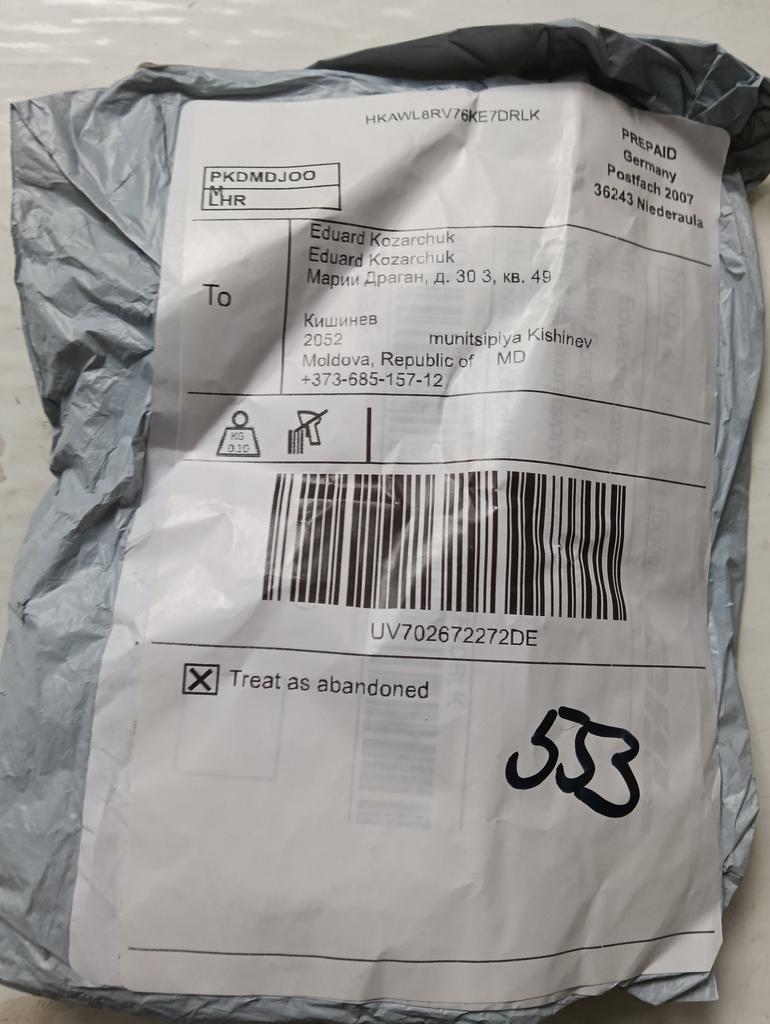 HKAWL8RV76KE7DRLK
PREPAID
Germany
Postfach 2007
36243 Niederaula
PKDMDJOO
M
LHR
To
Eduard Kozarchuk
Eduard Kozarchuk
Марии Драган, д. 30 3, кв. 49
Кишинев
2052 munitsipiya Kishinev
Moldova, Republic of MD
+373-685-157-12
KG
0.10
UV702672272DE
Treat as abandoned
553